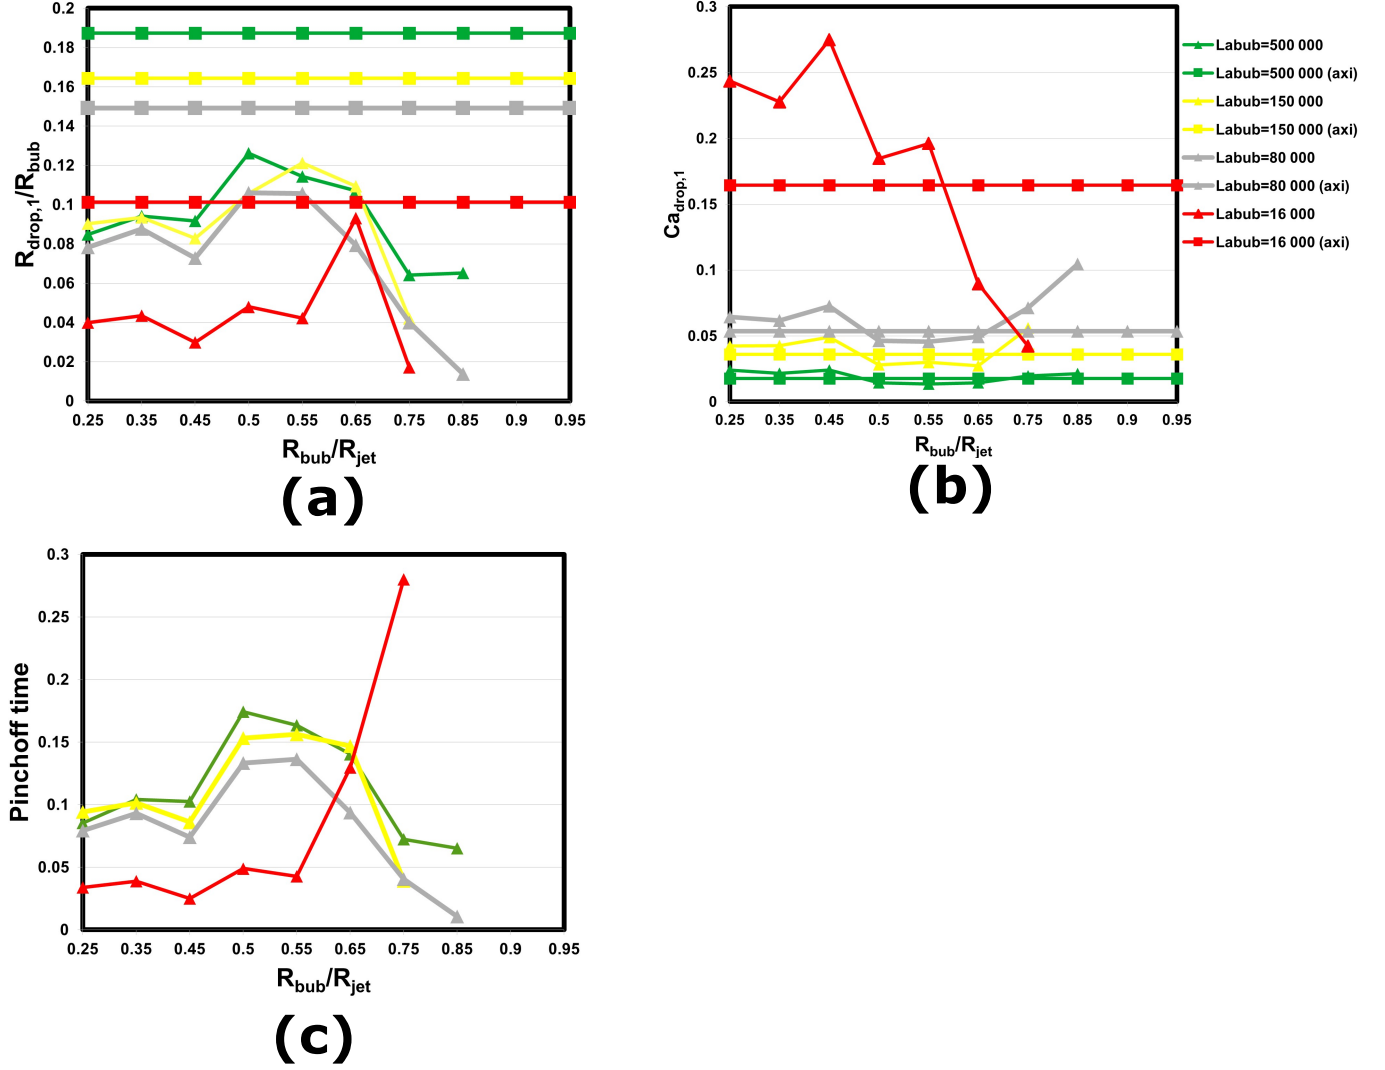 0.2
0.18
0.16
0.14
0.12
0.1
0.08
0.06
0.04
0.02
0
R_drop,1/R_bub
0.25 0.35 0.45 0.5 0.55 0.65 0.75 0.85 0.9 0.95
R_bub/R_jet
(a)
0.3
0.25
0.2
0.15
0.1
0.05
0
Ca_drop,1
0.25 0.35 0.45 0.5 0.55 0.65 0.75 0.85 0.9 0.95
R_bub/R_jet
(b)
Labub=500 000
Labub=500 000 (axi)
Labub=150 000
Labub=150 000 (axi)
Labub=80 000
Labub=80 000 (axi)
Labub=16 000
Labub=16 000 (axi)
0.3
0.25
0.2
0.15
0.1
0.05
0
Pinchoff time
0.25 0.35 0.45 0.5 0.55 0.65 0.75 0.85 0.9 0.95
R_bub/R_jet
(c)